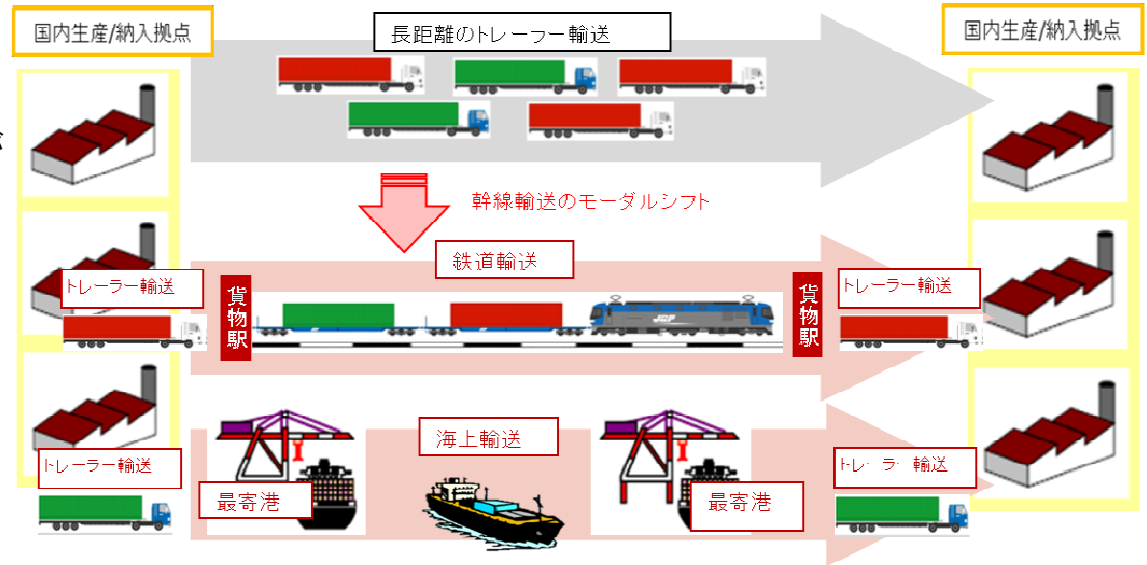 国内生産/納入拠点
長距離のトレーラー輸送
国内生産/納入拠点
幹線輸送のモーダルシフト
鉄道輸送
トレーラー輸送
貨物駅
貨物駅
トレーラー輸送
海上輸送
トレーラー輸送
最寄港
最寄港
トレーラー輸送